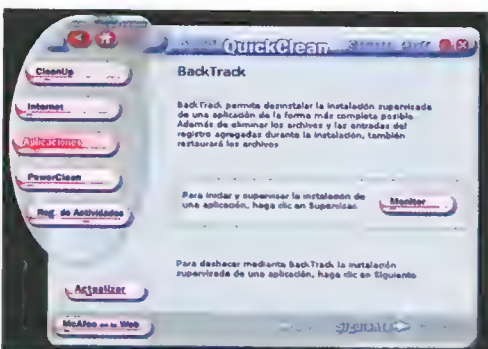 QuickClean
CleanUp
Internet
Aplicaciones
PowerClean
Reg. de Actividades
Actualizar
McAfee en la Web
BackTrack
BackTrack permite desinstalar la instalación supervisada
de una aplicación de la forma más completa posible.
Además de eliminar los archivos y las entradas del
registro agregadas durante la instalación, también
restaurará los archivos
Para iniciar y supervisar la instalación de
una aplicación, haga clic en Supervisar.
Monitor
Para deshacer mediante BackTrack la instalación
supervisada de una aplicación, haga clic en Siguiente
Siguiente